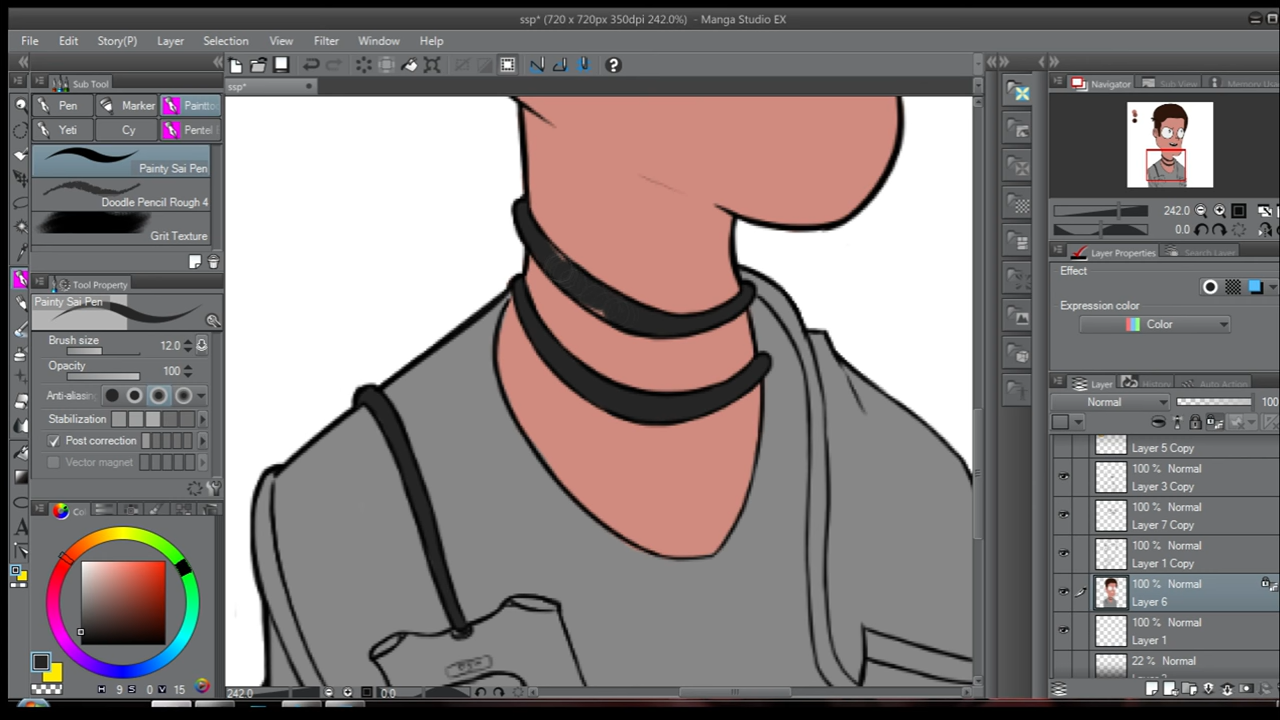 ssp* (720 x 720px 350dpi 242.0%) - Manga Studio EX
File Edit Story(P) Layer Selection View Filter Window Help
ssp*
Sub Tool
Pen Marker
Yeti Cy Pentel
Painty Sai Pen
Doodle Pencil Rough 4
Grit Texture
Tool Property
Painty Sai Pen
Brush size 12.0
Opacity 100
Anti-aliasing
Stabilization
Post correction
Vector magnet
Co
H 9 S 0 V 15
242.0 0.0
Navigator Sub View Memory Us
242.0
0.0
Layer Properties Search Layer
Effect
Expression color
Color
Layer History Auto Action
Normal 100
Layer 5 Copy
100 % Normal
Layer 3 Copy
100 % Normal
Layer 7 Copy
100 % Normal
Layer 1 Copy
100 % Normal
Layer 6
100 % Normal
Layer 1
22 % Normal